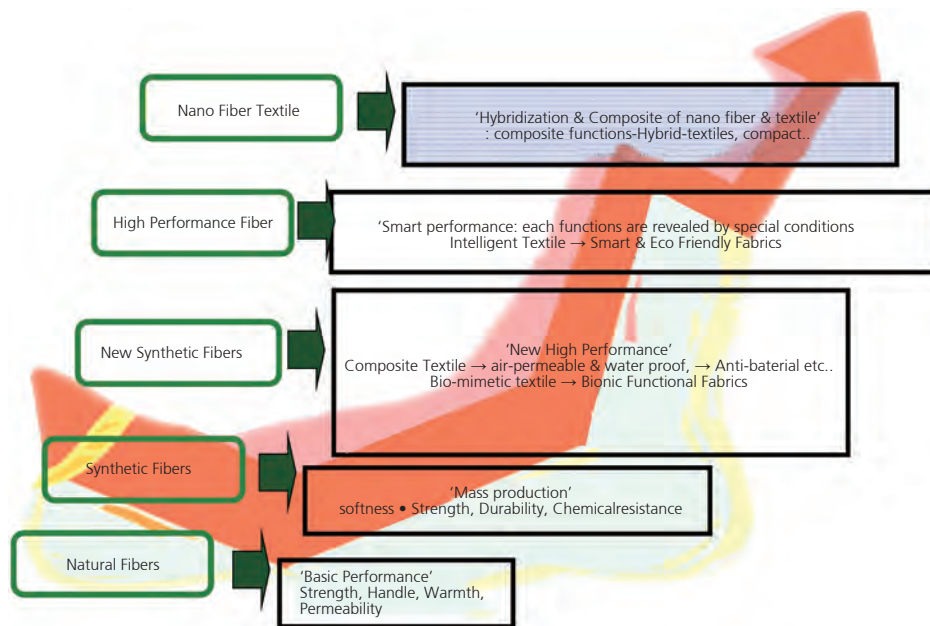 Nano Fiber Textile
'Hybridization & Composite of nano fiber & textile'
: composite functions-Hybrid-textiles, compact..
High Performance Fiber
'Smart performance: each functions are revealed by special conditions
Intelligent Textile → Smart & Eco Friendly Fabrics
New Synthetic Fibers
'New High Performance'
Composite Textile → air-permeable & water proof, → Anti-baterial etc..
Bio-mimetic textile → Bionic Functional Fabrics
Synthetic Fibers
'Mass production'
softness • Strength, Durability, Chemicalresistance
Natural Fibers
'Basic Performance'
Strength, Handle, Warmth,
Permeability